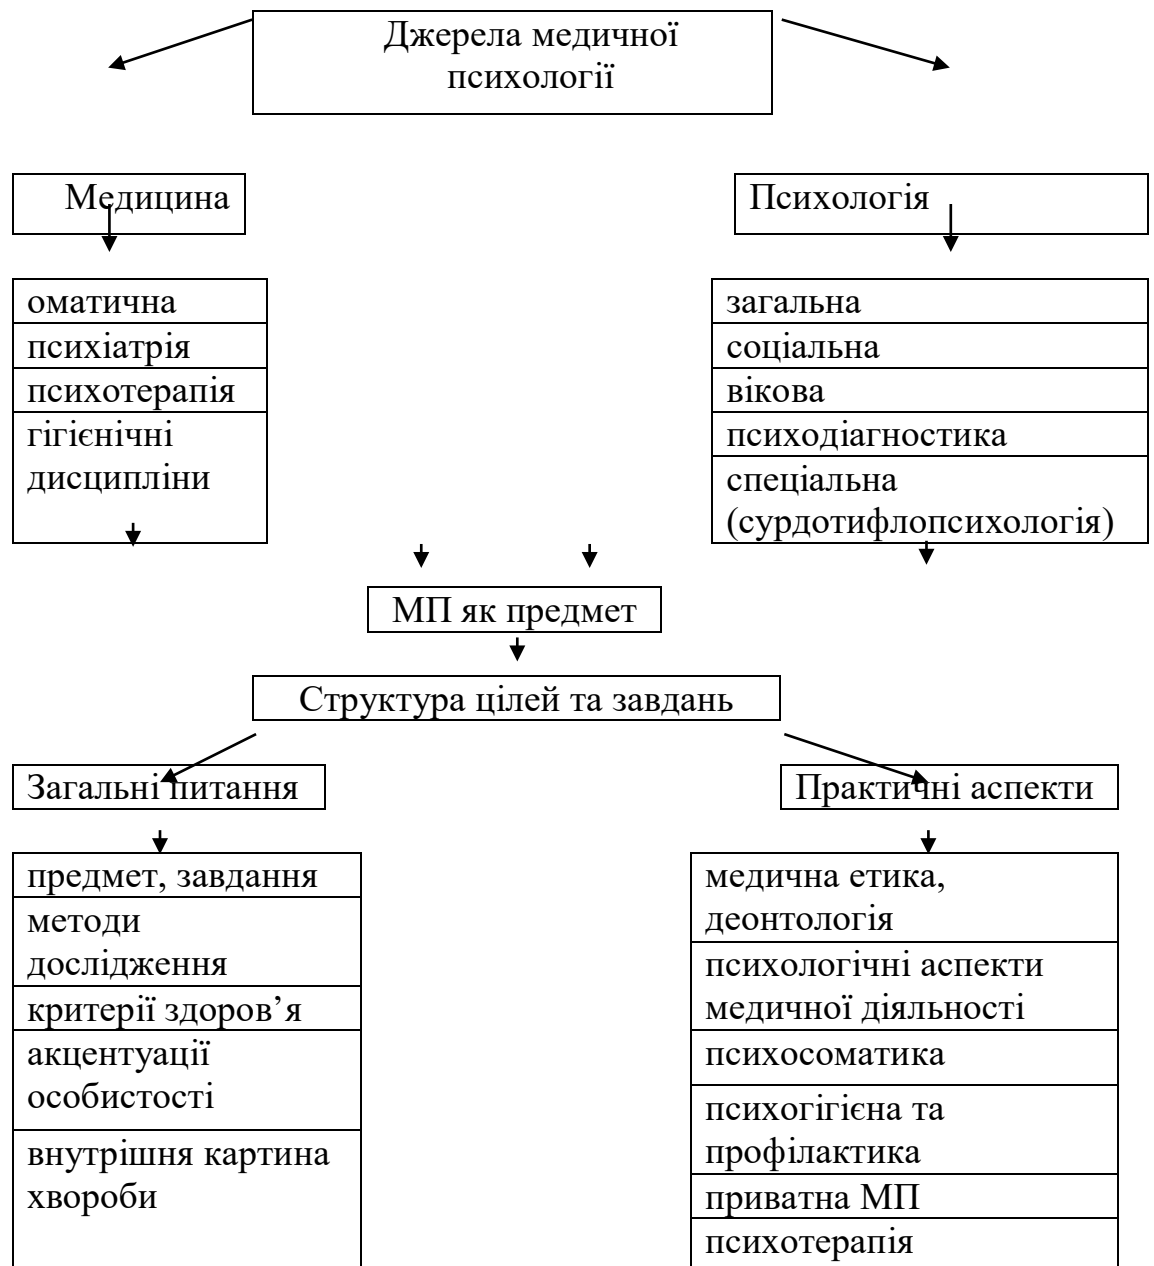 Джерела медичної
психології
Медицина
Психологія
оматична
психіатрія
психотерапія
гігієнічні
дисципліни
загальна
соціальна
вікова
психодіагностика
спеціальна
(сурдотифлопсихологія)
МП як предмет
Структура цілей та завдань
Загальні питання
Практичні аспекти
предмет, завдання
методи
дослідження
критерії здоров’я
акцентуації
особистості
внутрішня картина
хвороби
медична етика,
деонтологія
психологічні аспекти
медичної діяльності
психосоматика
психогігієна та
профілактика
приватна МП
психотерапія